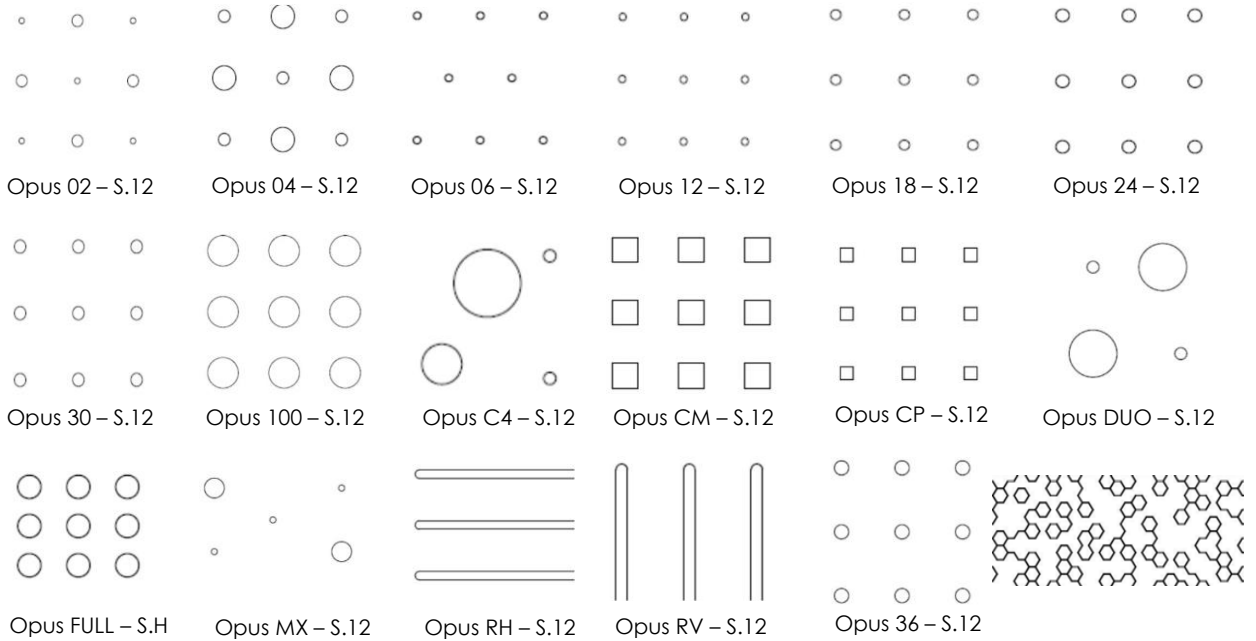 Opus 02 – S.12
Opus 04 – S.12
Opus 06 – S.12
Opus 12 – S.12
Opus 18 – S.12
Opus 24 – S.12
Opus 30 – S.12
Opus 100 – S.12
Opus C4 – S.12
Opus CM – S.12
Opus CP – S.12
Opus DUO – S.12
Opus FULL – S.H
Opus MX – S.12
Opus RH – S.12
Opus RV – S.12
Opus 36 – S.12